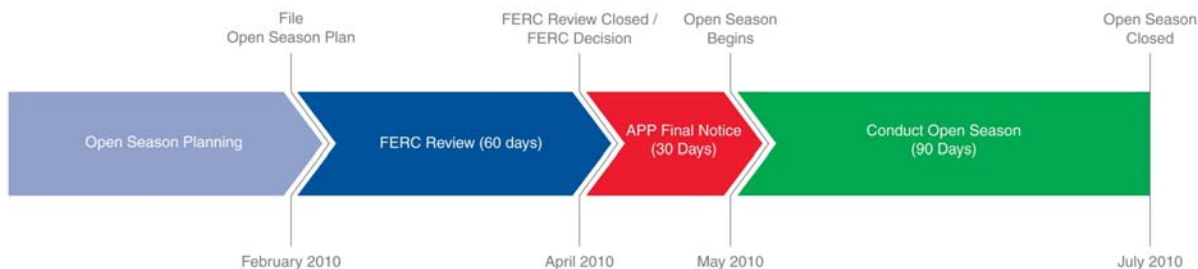 File
Open Season Plan
FERC Review Closed /
FERC Decision
Open Season
Begins
Open Season
Closed
Open Season Planning
FERC Review (60 days)
APP Final Notice
(30 Days)
Conduct Open Season
(90 Days)
February 2010
April 2010
May 2010
July 2010